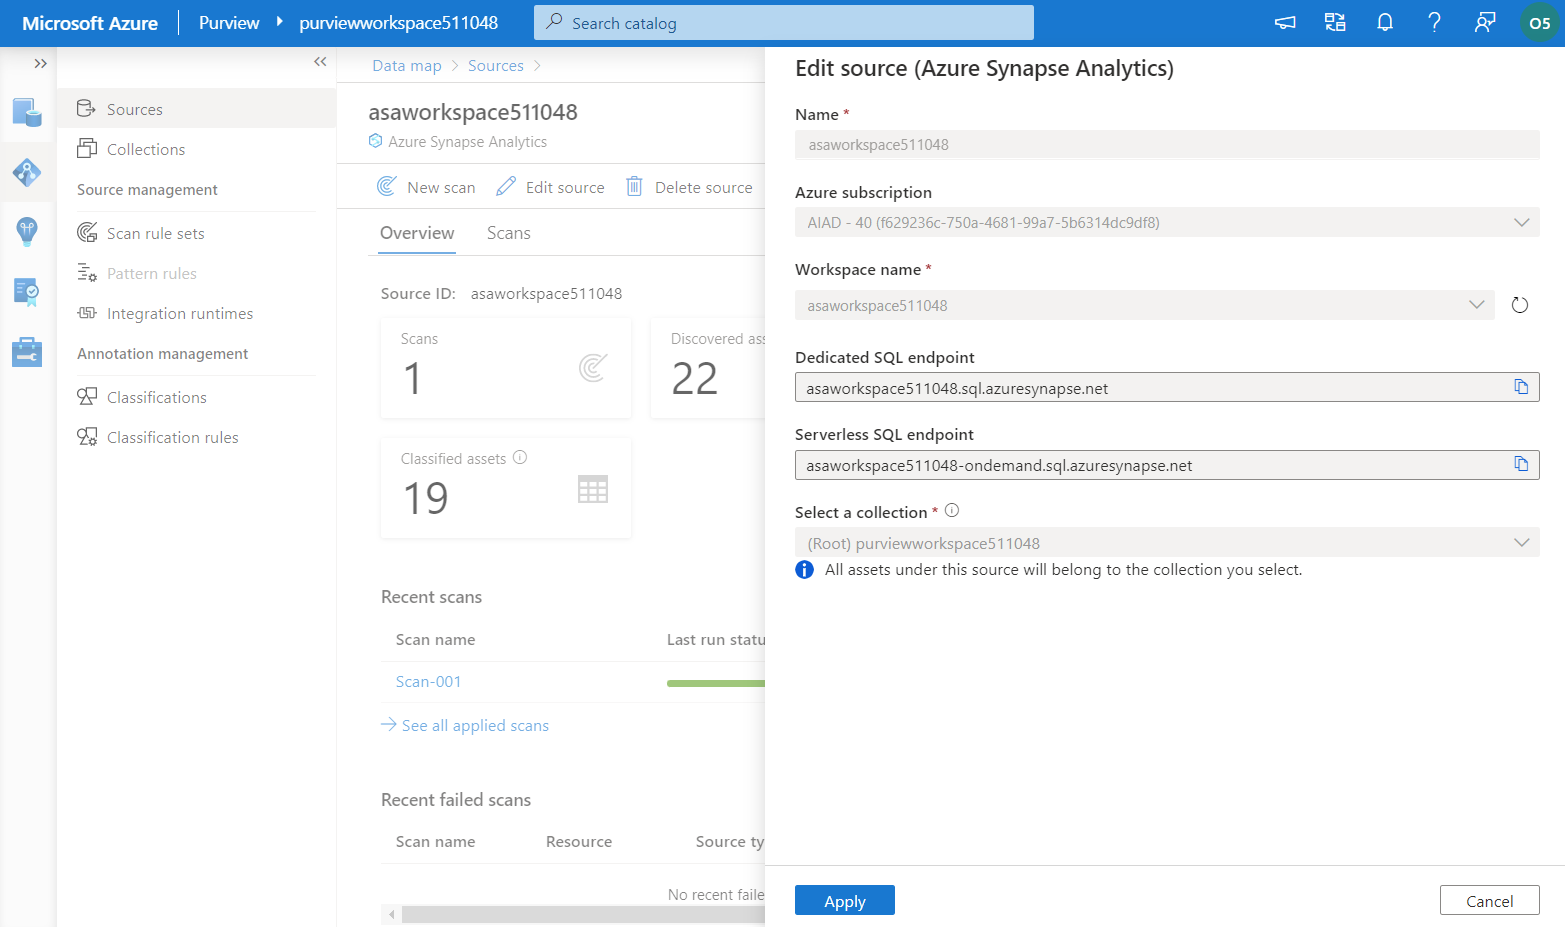 Microsoft Azure
Purview
purviewworkspace511048
Search catalog
O5
Sources
Collections
Source management
Scan rule sets
Pattern rules
Integration runtimes
Annotation management
Classifications
Classification rules
Data map > Sources >
asaworkspace511048
Azure Synapse Analytics
New scan
Edit source
Delete source
Overview
Scans
Source ID: asaworkspace511048
Scans
1
Discovered ass
22
Classified assets
19
Recent scans
Scan name
Last run statu
Scan-001
See all applied scans
Recent failed scans
Scan name
Resource
Source ty
No recent faile
Edit source (Azure Synapse Analytics)
Name *
asaworkspace511048
Azure subscription
AIAD - 40 (f629236c-750a-4681-99a7-5b6314dc9df8)
Workspace name *
asaworkspace511048
Dedicated SQL endpoint
asaworkspace511048.sql.azuresynapse.net
Serverless SQL endpoint
asaworkspace511048-ondemand.sql.azuresynapse.net
Select a collection *
(Root) purviewworkspace511048
All assets under this source will belong to the collection you select.
Apply
Cancel